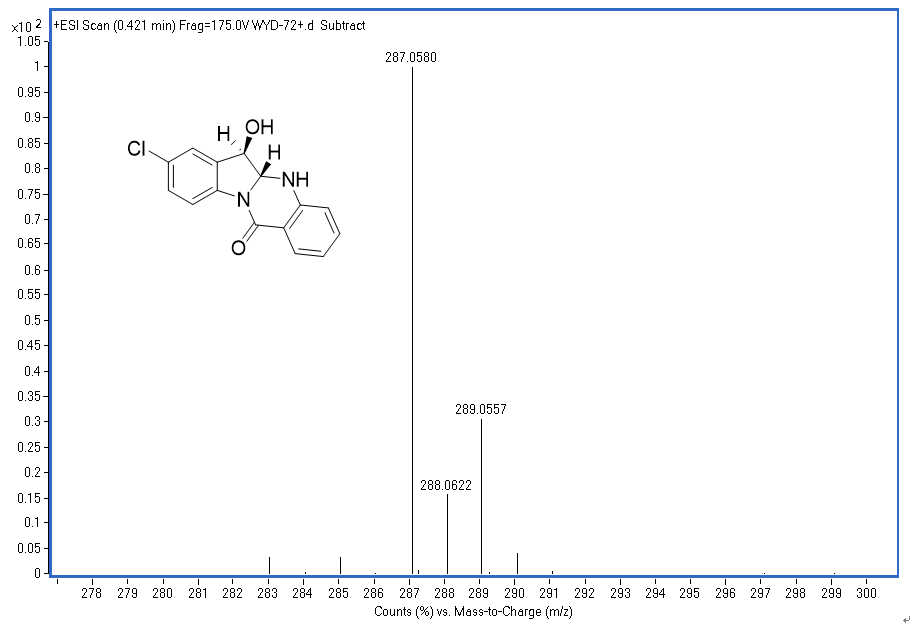 +ESI Scan (0.421 min) Frag=175.0V WYD-72+.d Subtract
x10 2
1.05
1
0.95
0.9
0.85
0.8
0.75
0.7
0.65
0.6
0.55
0.5
0.45
0.4
0.35
0.3
0.25
0.2
0.15
0.1
0.05
0
287.0580
289.0557
288.0622
H
OH
Cl
H
NH
N
O
278 279 280 281 282 283 284 285 286 287 288 289 290 291 292 293 294 295 296 297 298 299 300
Counts (%) vs. Mass-to-Charge (m/z)